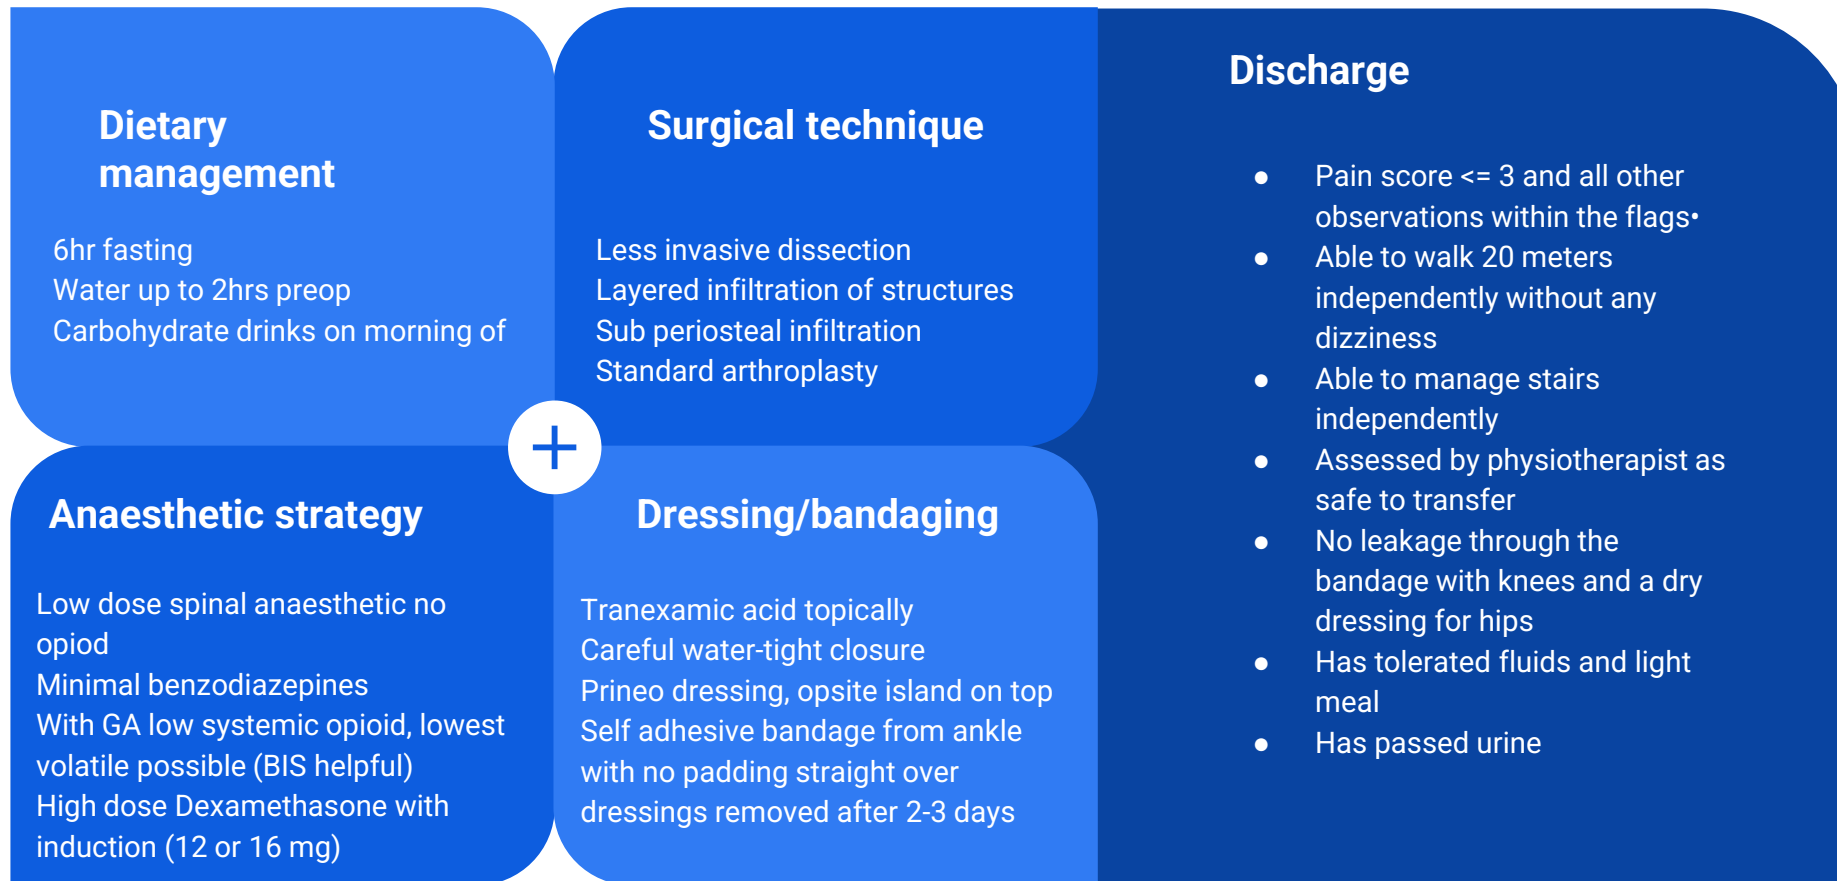 Dietary
management
6hr fasting
Water up to 2hrs preop
Carbohydrate drinks on morning of
Surgical technique
Less invasive dissection
Layered infiltration of structures
Sub periosteal infiltration
Standard arthroplasty
Anaesthetic strategy
Low dose spinal anaesthetic no
opiod
Minimal benzodiazepines
With GA low systemic opioid, lowest
volatile possible (BIS helpful)
High dose Dexamethasone with
induction (12 or 16 mg)
Dressing/bandaging
Tranexamic acid topically
Careful water-tight closure
Prineo dressing, opsite island on top
Self adhesive bandage from ankle
with no padding straight over
dressings removed after 2-3 days
Discharge
● Pain score <= 3 and all other
observations within the flags•
● Able to walk 20 meters
independently without any
dizziness
● Able to manage stairs
independently
● Assessed by physiotherapist as
safe to transfer
● No leakage through the
bandage with knees and a dry
dressing for hips
● Has tolerated fluids and light
meal
● Has passed urine